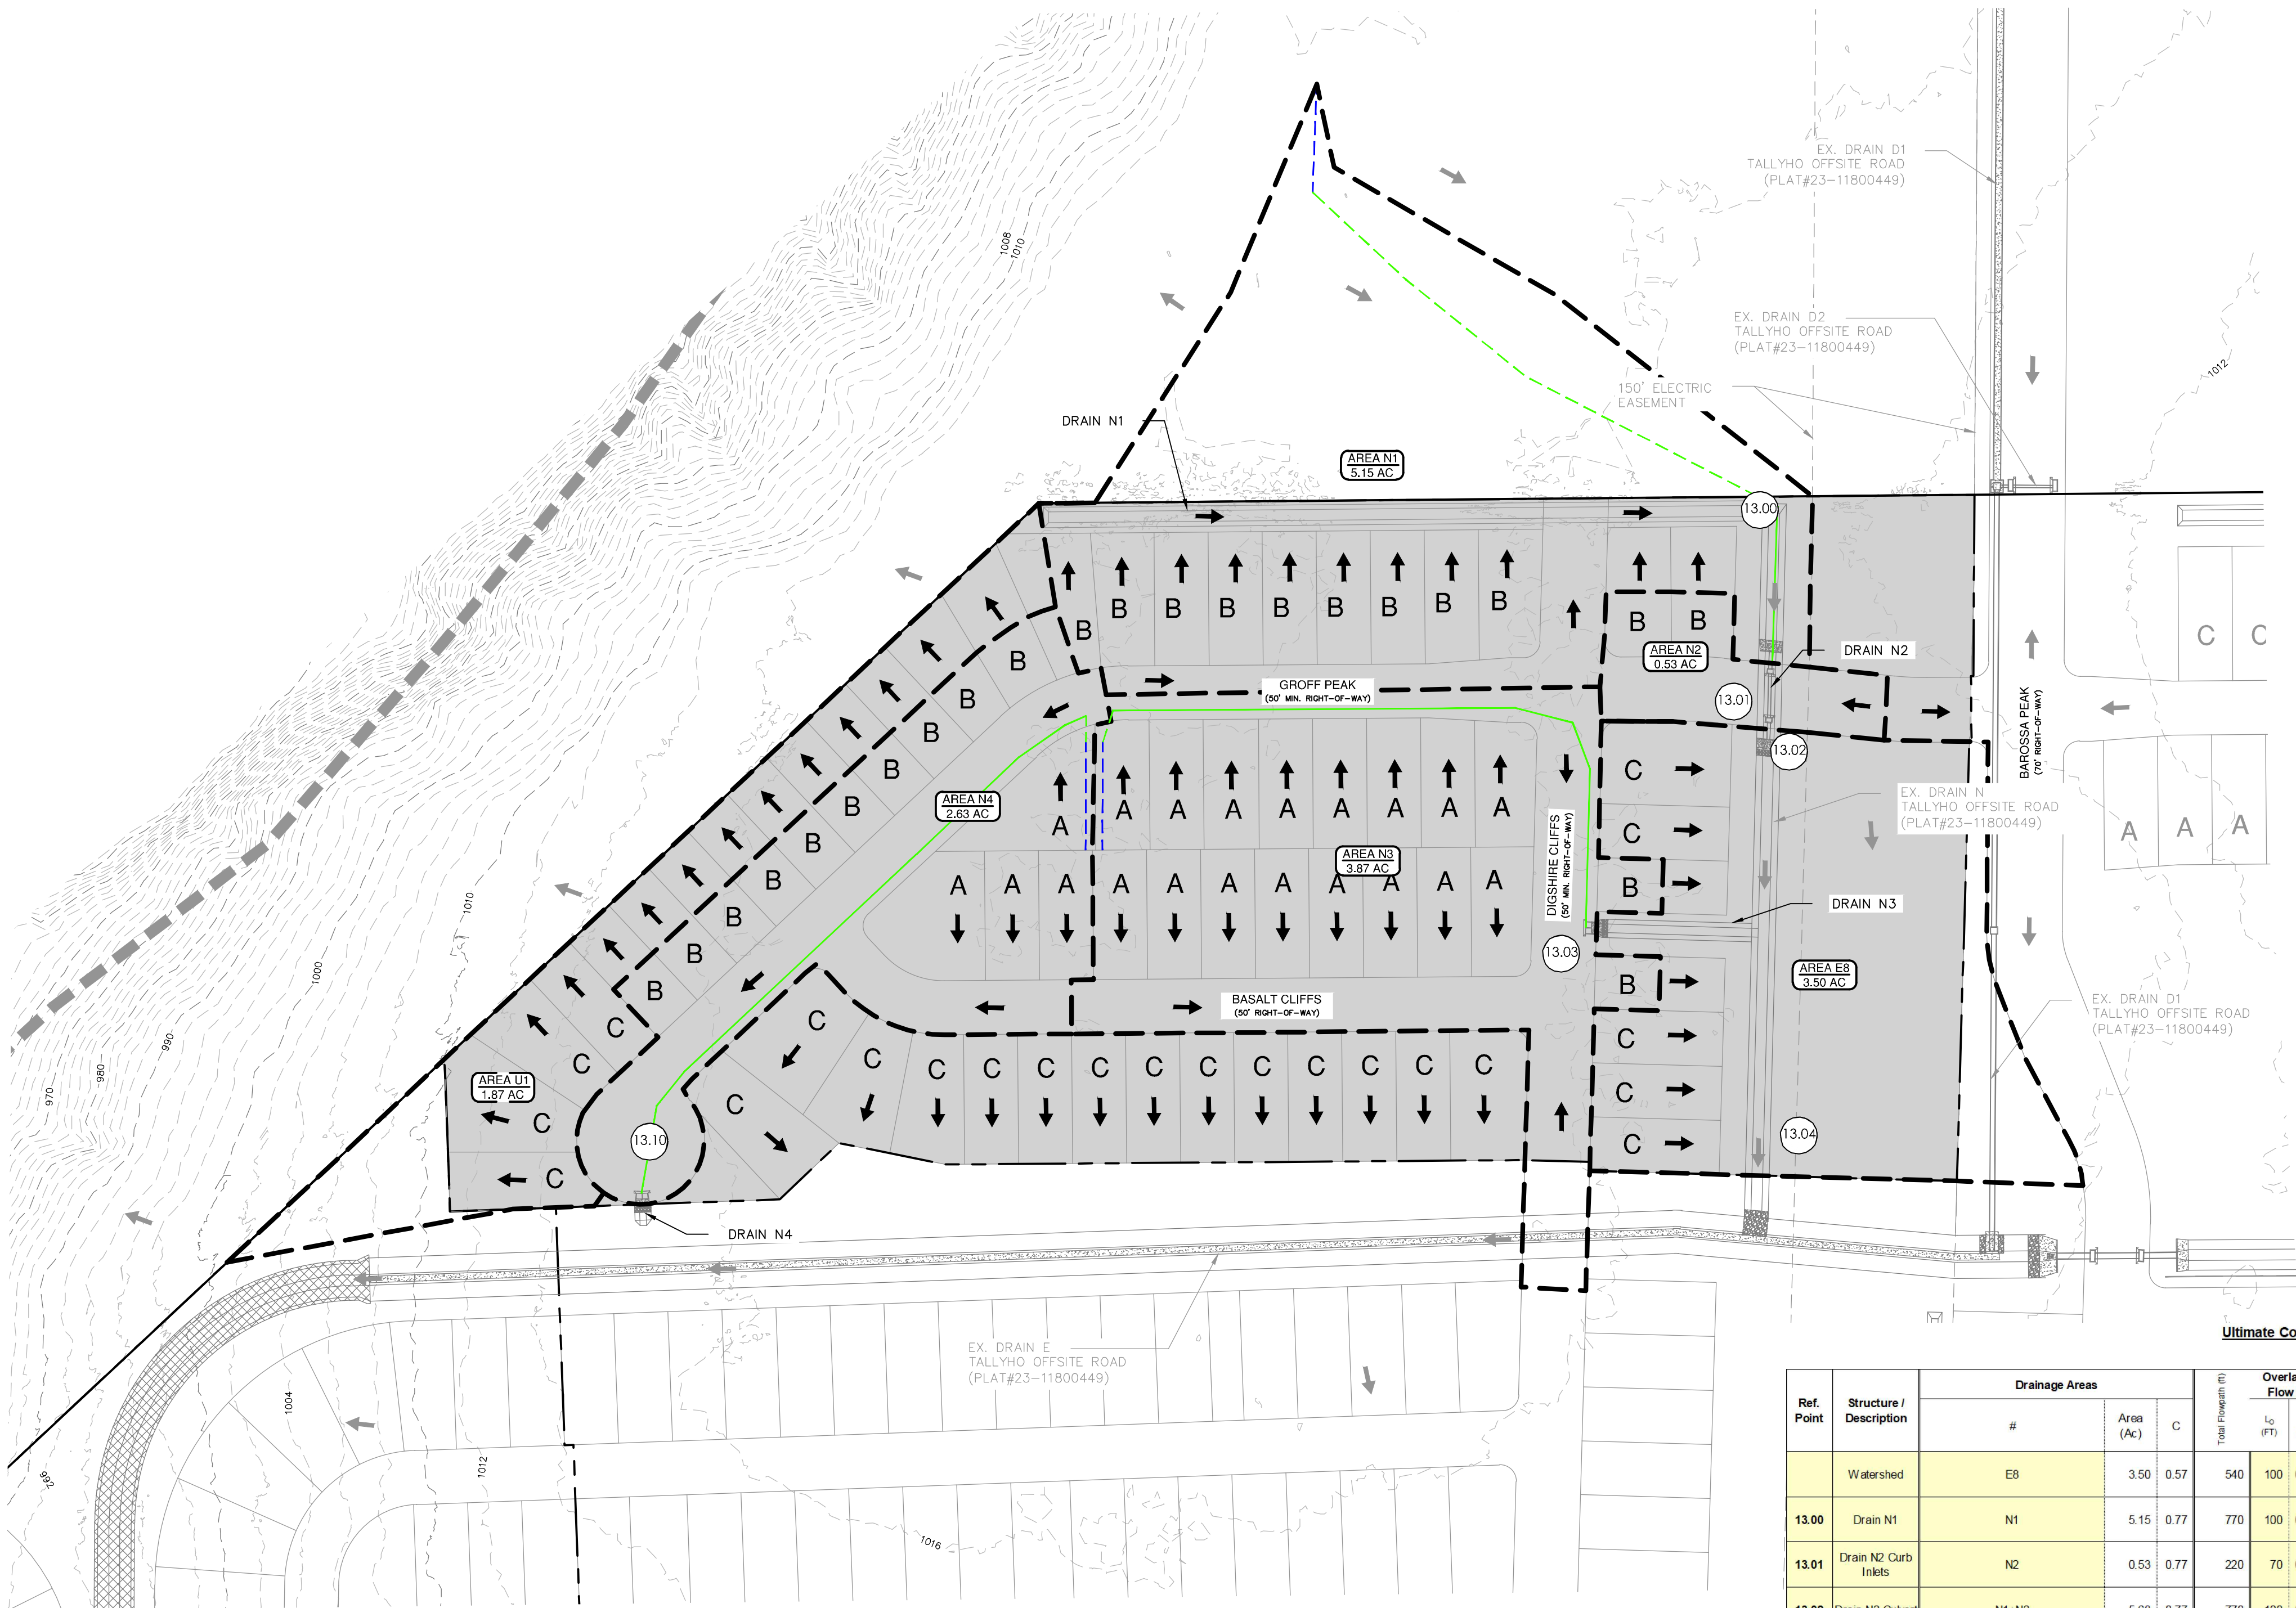 EX. DRAIN D1
TALLYHO OFFSITE ROAD
(PLAT#23-11800449)
1008
1010
EX. DRAIN D2
TALLYHO OFFSITE ROAD
(PLAT#23-11800449)
1012
150' ELECTRIC
EASEMENT
DRAIN N1
AREA N1
5.15 AC
13.00
B B B B B B B B B
B B
C C
AREA N2
0.53 AC
DRAIN N2
GROFF PEAK
(50' MIN. RIGHT-OF-WAY)
13.01
13.02
BAROSSA PEAK
(70' RIGHT-OF-WAY)
B
B
B
B
B
B
B
B
B
B
AREA N4
2.63 AC
A A A A A A A A A
C
C
B
EX. DRAIN N
TALLYHO OFFSITE ROAD
(PLAT#23-11800449)
A A A
DIGSHIRE CLIFFS
(50' MIN. RIGHT-OF-WAY)
AREA N3
3.87 AC
A A A A A A A A A A A
DRAIN N3
13.03
1010
1000
990
980
970
AREA E8
3.50 AC
B
BASALT CLIFFS
(50' RIGHT-OF-WAY)
EX. DRAIN D1
TALLYHO OFFSITE ROAD
(PLAT#23-11800449)
C
C
C
C
C
C
C
C C C C C C C C C C C
C
C
C
AREA U1
1.87 AC
13.10
13.04
DRAIN N4
EX. DRAIN E
TALLYHO OFFSITE ROAD
(PLAT#23-11800449)
1004
992
1012
1016
Ultimate Co
Ref. Point Structure / Description Drainage Areas Total Flowpath (ft) Overla Flow
# Area (Ac) C L0 (FT)
Watershed E8 3.50 0.57 540 100
13.00 Drain N1 N1 5.15 0.77 770 100
13.01 Drain N2 Curb Inlets N2 0.53 0.77 220 70